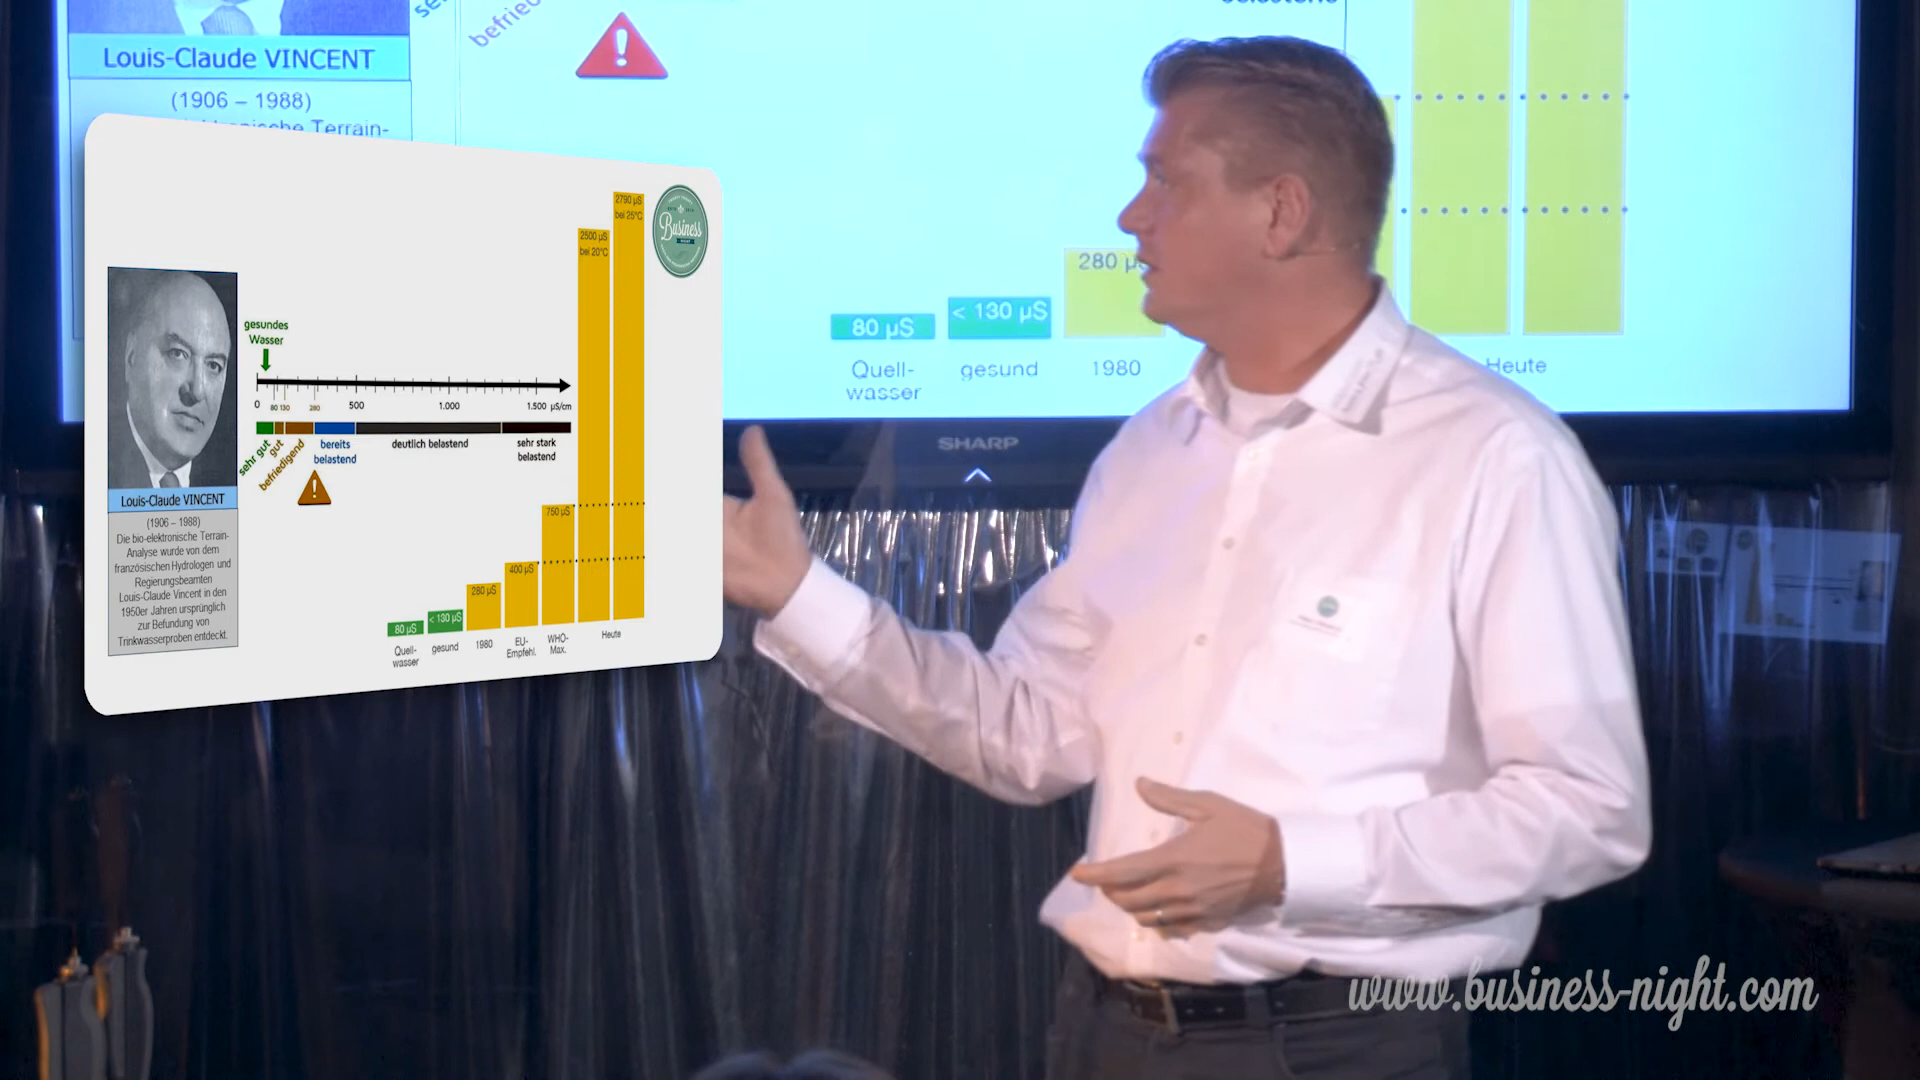 se
befried
belastend
Louis-Claude VINCENT
(1906 – 1988)
Terrain-
280 µS
80 µS
< 130 µS
Quell-
wasser
gesund
1980
Heute
SHARP
Business
2790 µS
bei 25°C
2500 µS
bei 20°C
gesundes
Wasser
0 80 130 280 500 1.000 1.500 µS/cm
sehr gut
gut
befriedigend
bereits
belastend
deutlich belastend
sehr stark
belastend
Louis-Claude VINCENT
(1906 – 1988)
Die bio-elektronische Terrain-
Analyse wurde von dem
französischen Hydrologen und
Regierungsbeamten
Louis-Claude Vincent in den
1950er Jahren ursprünglich
zur Befundung von
Trinkwasserproben entdeckt.
80 µS
< 130 µS
280 µS
400 µS
750 µS
Quell-
wasser
gesund
1980
EU-
Empfehl.
WHO-
Max.
Heute
www.business-night.com